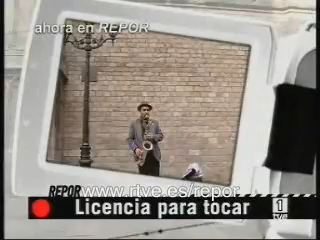 ahora en REPOR
REPOR
www.rtve.es/repor
Licencia para tocar
1
tve